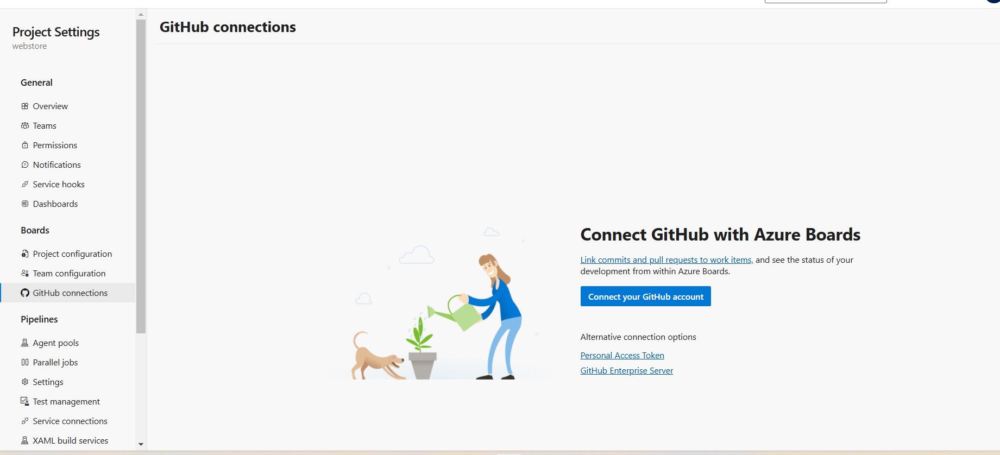 Project Settings
webstore
General
Overview
Teams
Permissions
Notifications
Service hooks
Dashboards
Boards
Project configuration
Team configuration
GitHub connections
Pipelines
Agent pools
Parallel jobs
Settings
Test management
Service connections
XAML build services
GitHub connections
Connect GitHub with Azure Boards
Link commits and pull requests to work items, and see the status of your
development from within Azure Boards.
Connect your GitHub account
Alternative connection options
Personal Access Token
GitHub Enterprise Server